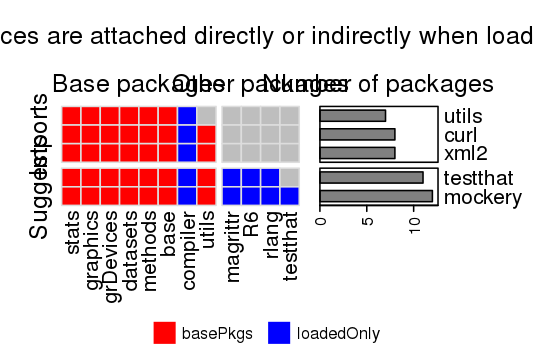 ces are attached directly or indirectly when load
Base packages
Other packages
Number of packages
Imports
Suggests
utils
curl
xml2
testthat
mockery
stats
graphics
grDevices
datasets
methods
base
compiler
utils
magrittr
R6
rlang
testthat
0
5
10
basePkgs
loadedOnly